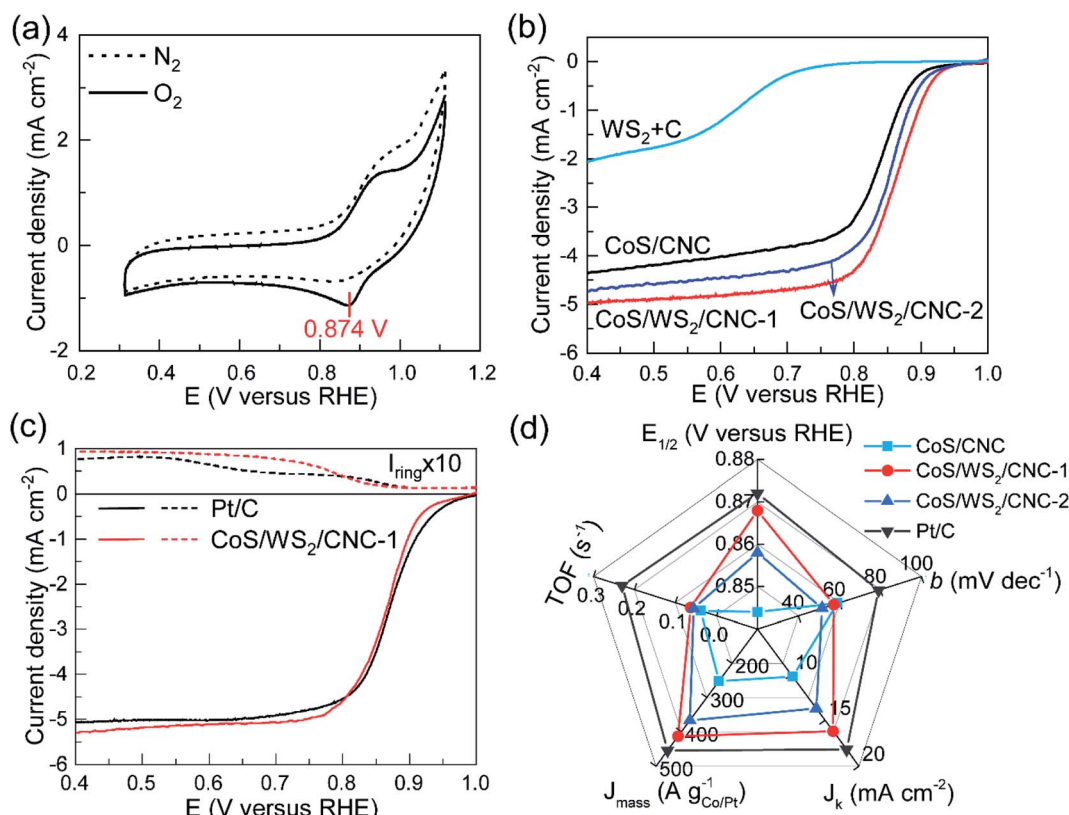 (a)
N₂
O₂
4
2
0
-2
Current density (mA cm⁻²)
0.874 V
0.2 0.4 0.6 0.8 1.0 1.2
E (V versus RHE)
(b)
0
-1
-2
-3
-4
-5
-6
Current density (mA cm⁻²)
WS₂+C
CoS/CNC
CoS/WS₂/CNC-1
CoS/WS₂/CNC-2
0.4 0.5 0.6 0.7 0.8 0.9 1.0
E (V versus RHE)
(c)
1
0
-1
-2
-3
-4
-5
-6
Current density (mA cm⁻²)
I_ring x10
Pt/C
CoS/WS₂/CNC-1
0.4 0.5 0.6 0.7 0.8 0.9 1.0
E (V versus RHE)
(d)
E₁/₂ (V versus RHE)
0.88
0.87
0.86
0.85
CoS/CNC
CoS/WS₂/CNC-1
CoS/WS₂/CNC-2
Pt/C
TOF (s⁻¹)
0.3 0.2 0.1 0.0
40 60 80 100
b (mV dec⁻¹)
200
300
400
500
J_mass (A g⁻¹_Co/Pt)
10
15
20
J_k (mA cm⁻²)